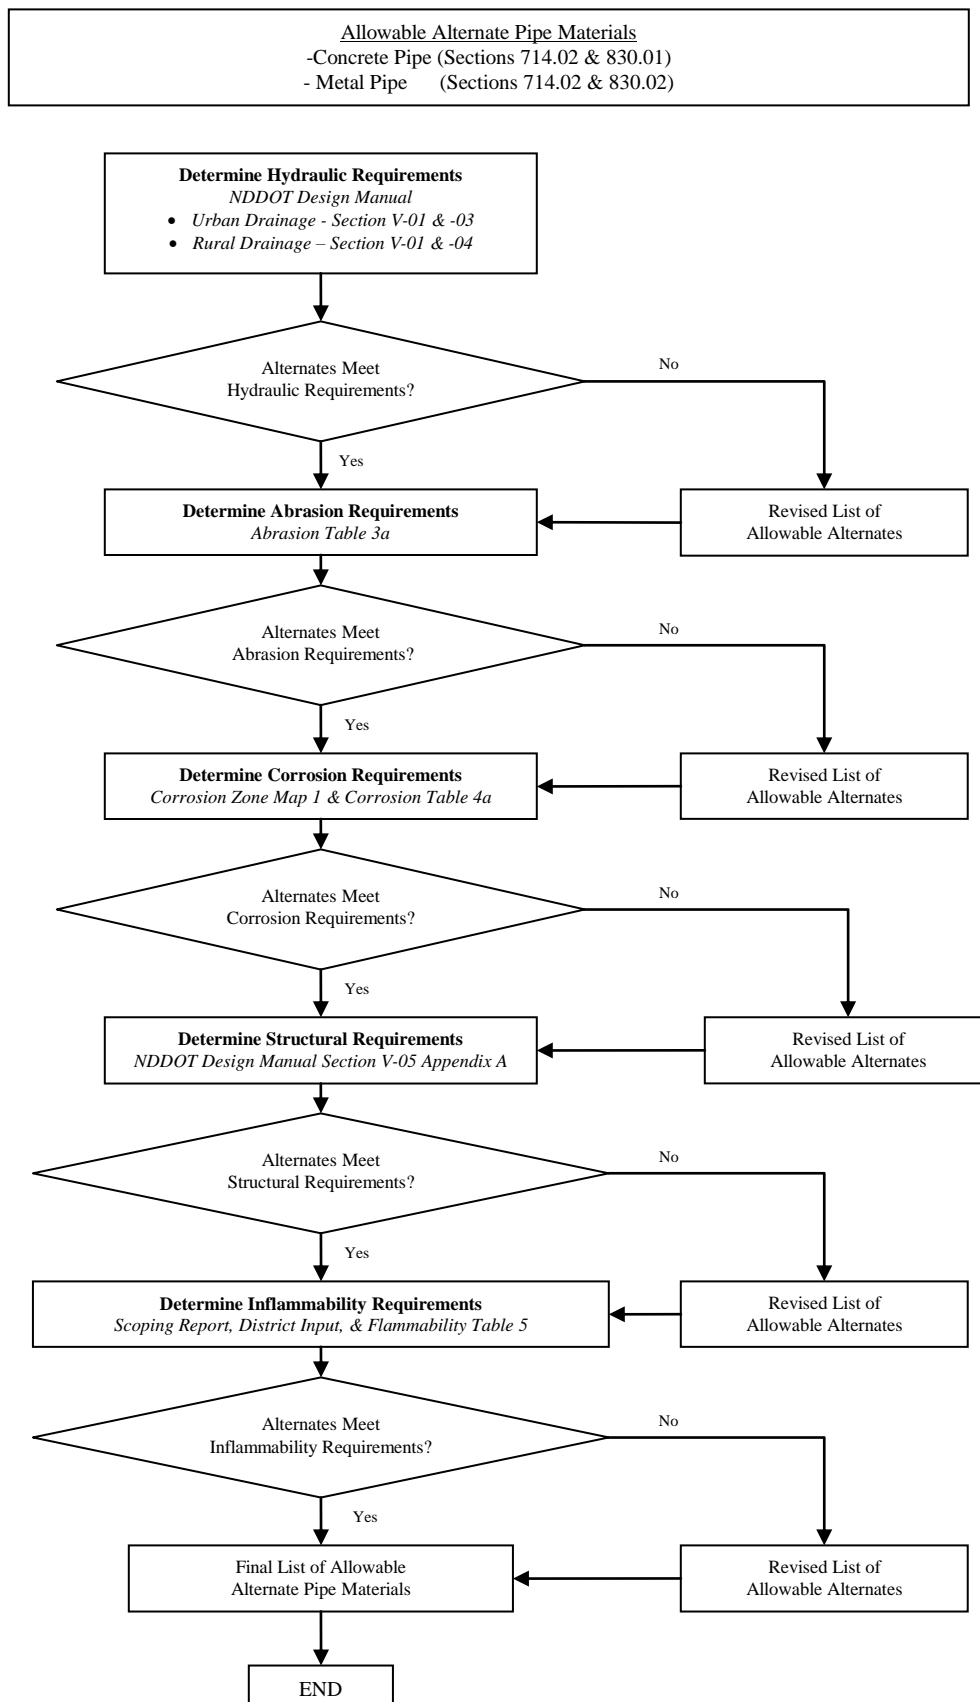 Allowable Alternate Pipe Materials
-Concrete Pipe (Sections 714.02 & 830.01)
- Metal Pipe (Sections 714.02 & 830.02)
Determine Hydraulic Requirements
NDDOT Design Manual
• Urban Drainage - Section V-01 & -03
• Rural Drainage – Section V-01 & -04
Alternates Meet
Hydraulic Requirements?
No
Yes
Determine Abrasion Requirements
Abrasion Table 3a
Revised List of
Allowable Alternates
Alternates Meet
Abrasion Requirements?
No
Yes
Determine Corrosion Requirements
Corrosion Zone Map 1 & Corrosion Table 4a
Revised List of
Allowable Alternates
Alternates Meet
Corrosion Requirements?
No
Yes
Determine Structural Requirements
NDDOT Design Manual Section V-05 Appendix A
Revised List of
Allowable Alternates
Alternates Meet
Structural Requirements?
No
Yes
Determine Inflammability Requirements
Scoping Report, District Input, & Flammability Table 5
Revised List of
Allowable Alternates
Alternates Meet
Inflammability Requirements?
No
Yes
Final List of Allowable
Alternate Pipe Materials
Revised List of
Allowable Alternates
END